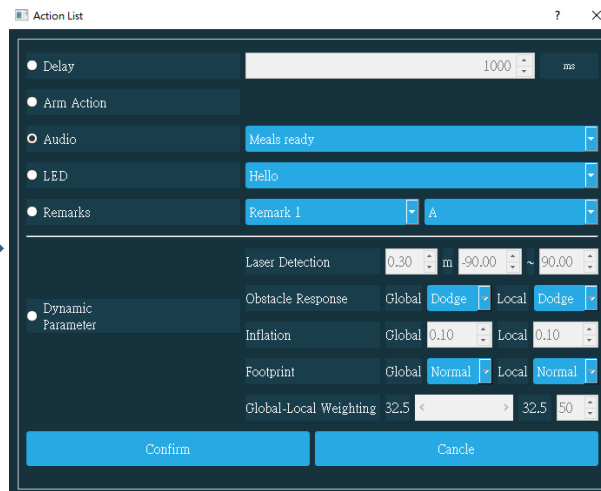 Action List ? X
Delay 1000 ms
Arm Action
Audio Meals ready
LED Hello
Remarks Remark 1 A
Laser Detection 0.30 m -90.00 ~ 90.00
Obstacle Response Global Dodge Local Dodge
Dynamic
Parameter
Inflation Global 0.10 Local 0.10
Footprint Global Normal Local Normal
Global-Local Weighting 32.5 < > 32.5 50
Confirm Cancle